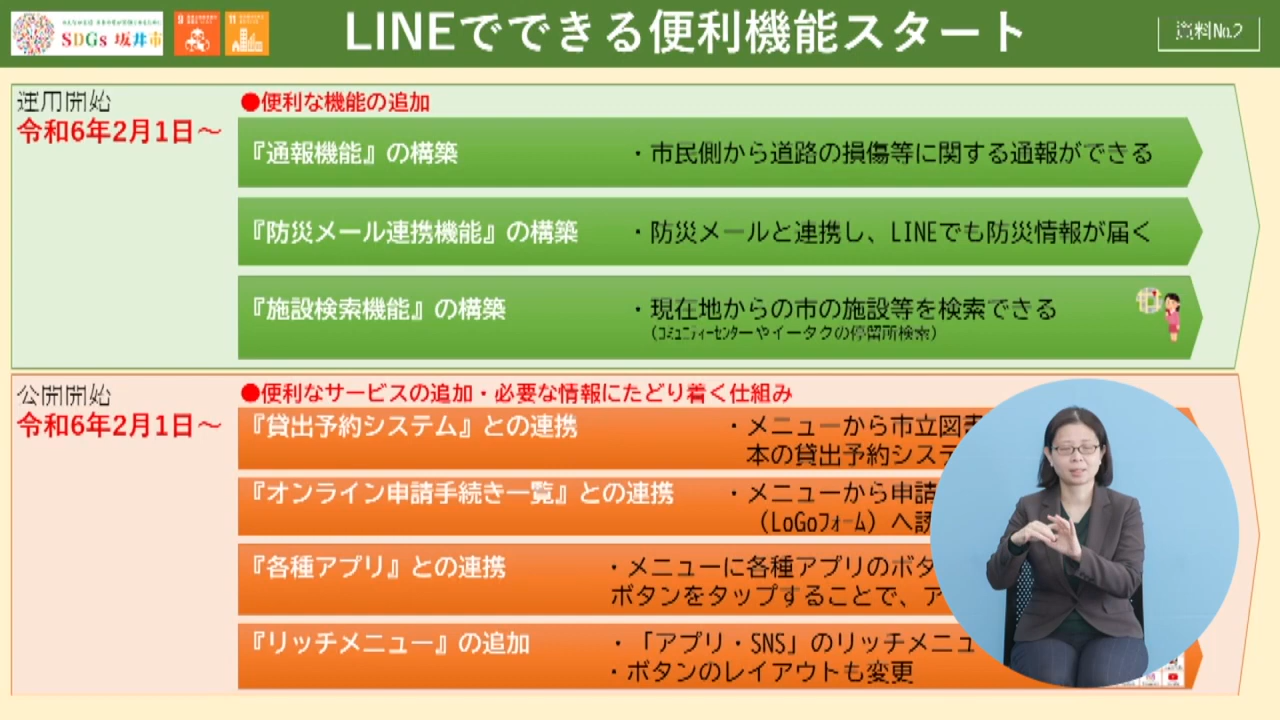 SDGs 坂井市
9
11
LINEでできる便利機能スタート
資料No.2
運用開始
令和6年2月1日～
●便利な機能の追加
『通報機能』の構築
・市民側から道路の損傷等に関する通報ができる
『防災メール連携機能』の構築
・防災メールと連携し、LINEでも防災情報が届く
『施設検索機能』の構築
・現在地からの市の施設等を検索できる
（ｺﾐｭﾆﾃｨｰｾﾝﾀｰやイータクの停留所検索）
公開開始
令和6年2月1日～
●便利なサービスの追加・必要な情報にたどり着く仕組み
『貸出予約システム』との連携
・メニューから市立図
本の貸出予約システ
『オンライン申請手続き一覧』との連携
・メニューから申請
（LoGoﾌｫｰﾑ）へ誘
『各種アプリ』との連携
・メニューに各種アプリのボタ
ボタンをタップすることで、ア
『リッチメニュー』の追加
・「アプリ・SNS」のリッチメニュ
・ボタンのレイアウトも変更